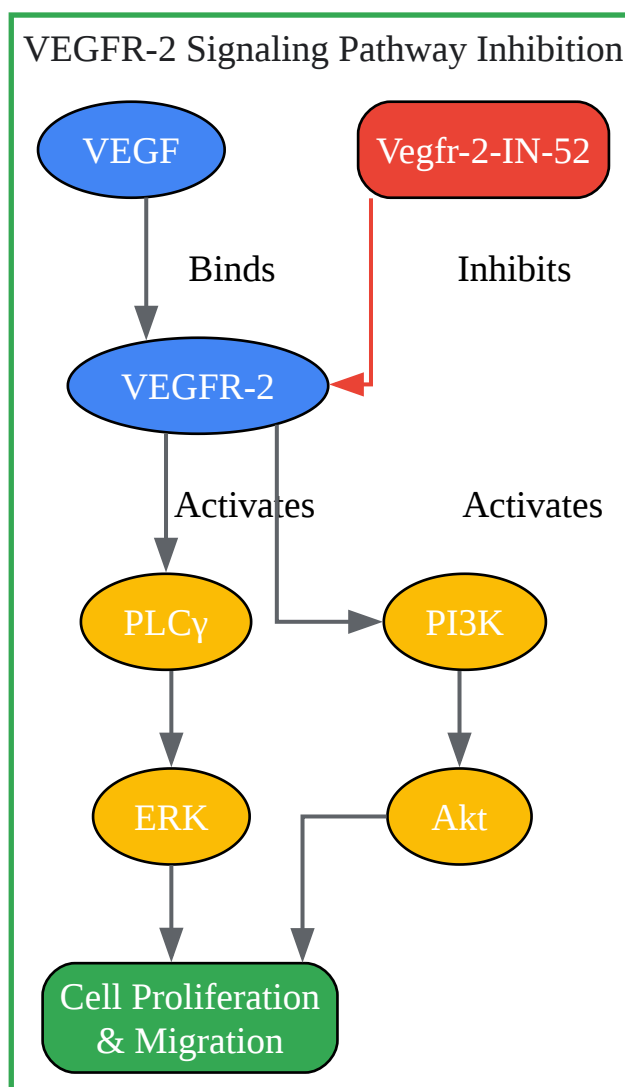 VEGFR-2 Signaling Pathway Inhibition
VEGF
Vegfr-2-IN-52
Binds
Inhibits
VEGFR-2
Activates
Activates
PLCγ
PI3K
ERK
Akt
Cell Proliferation
& Migration